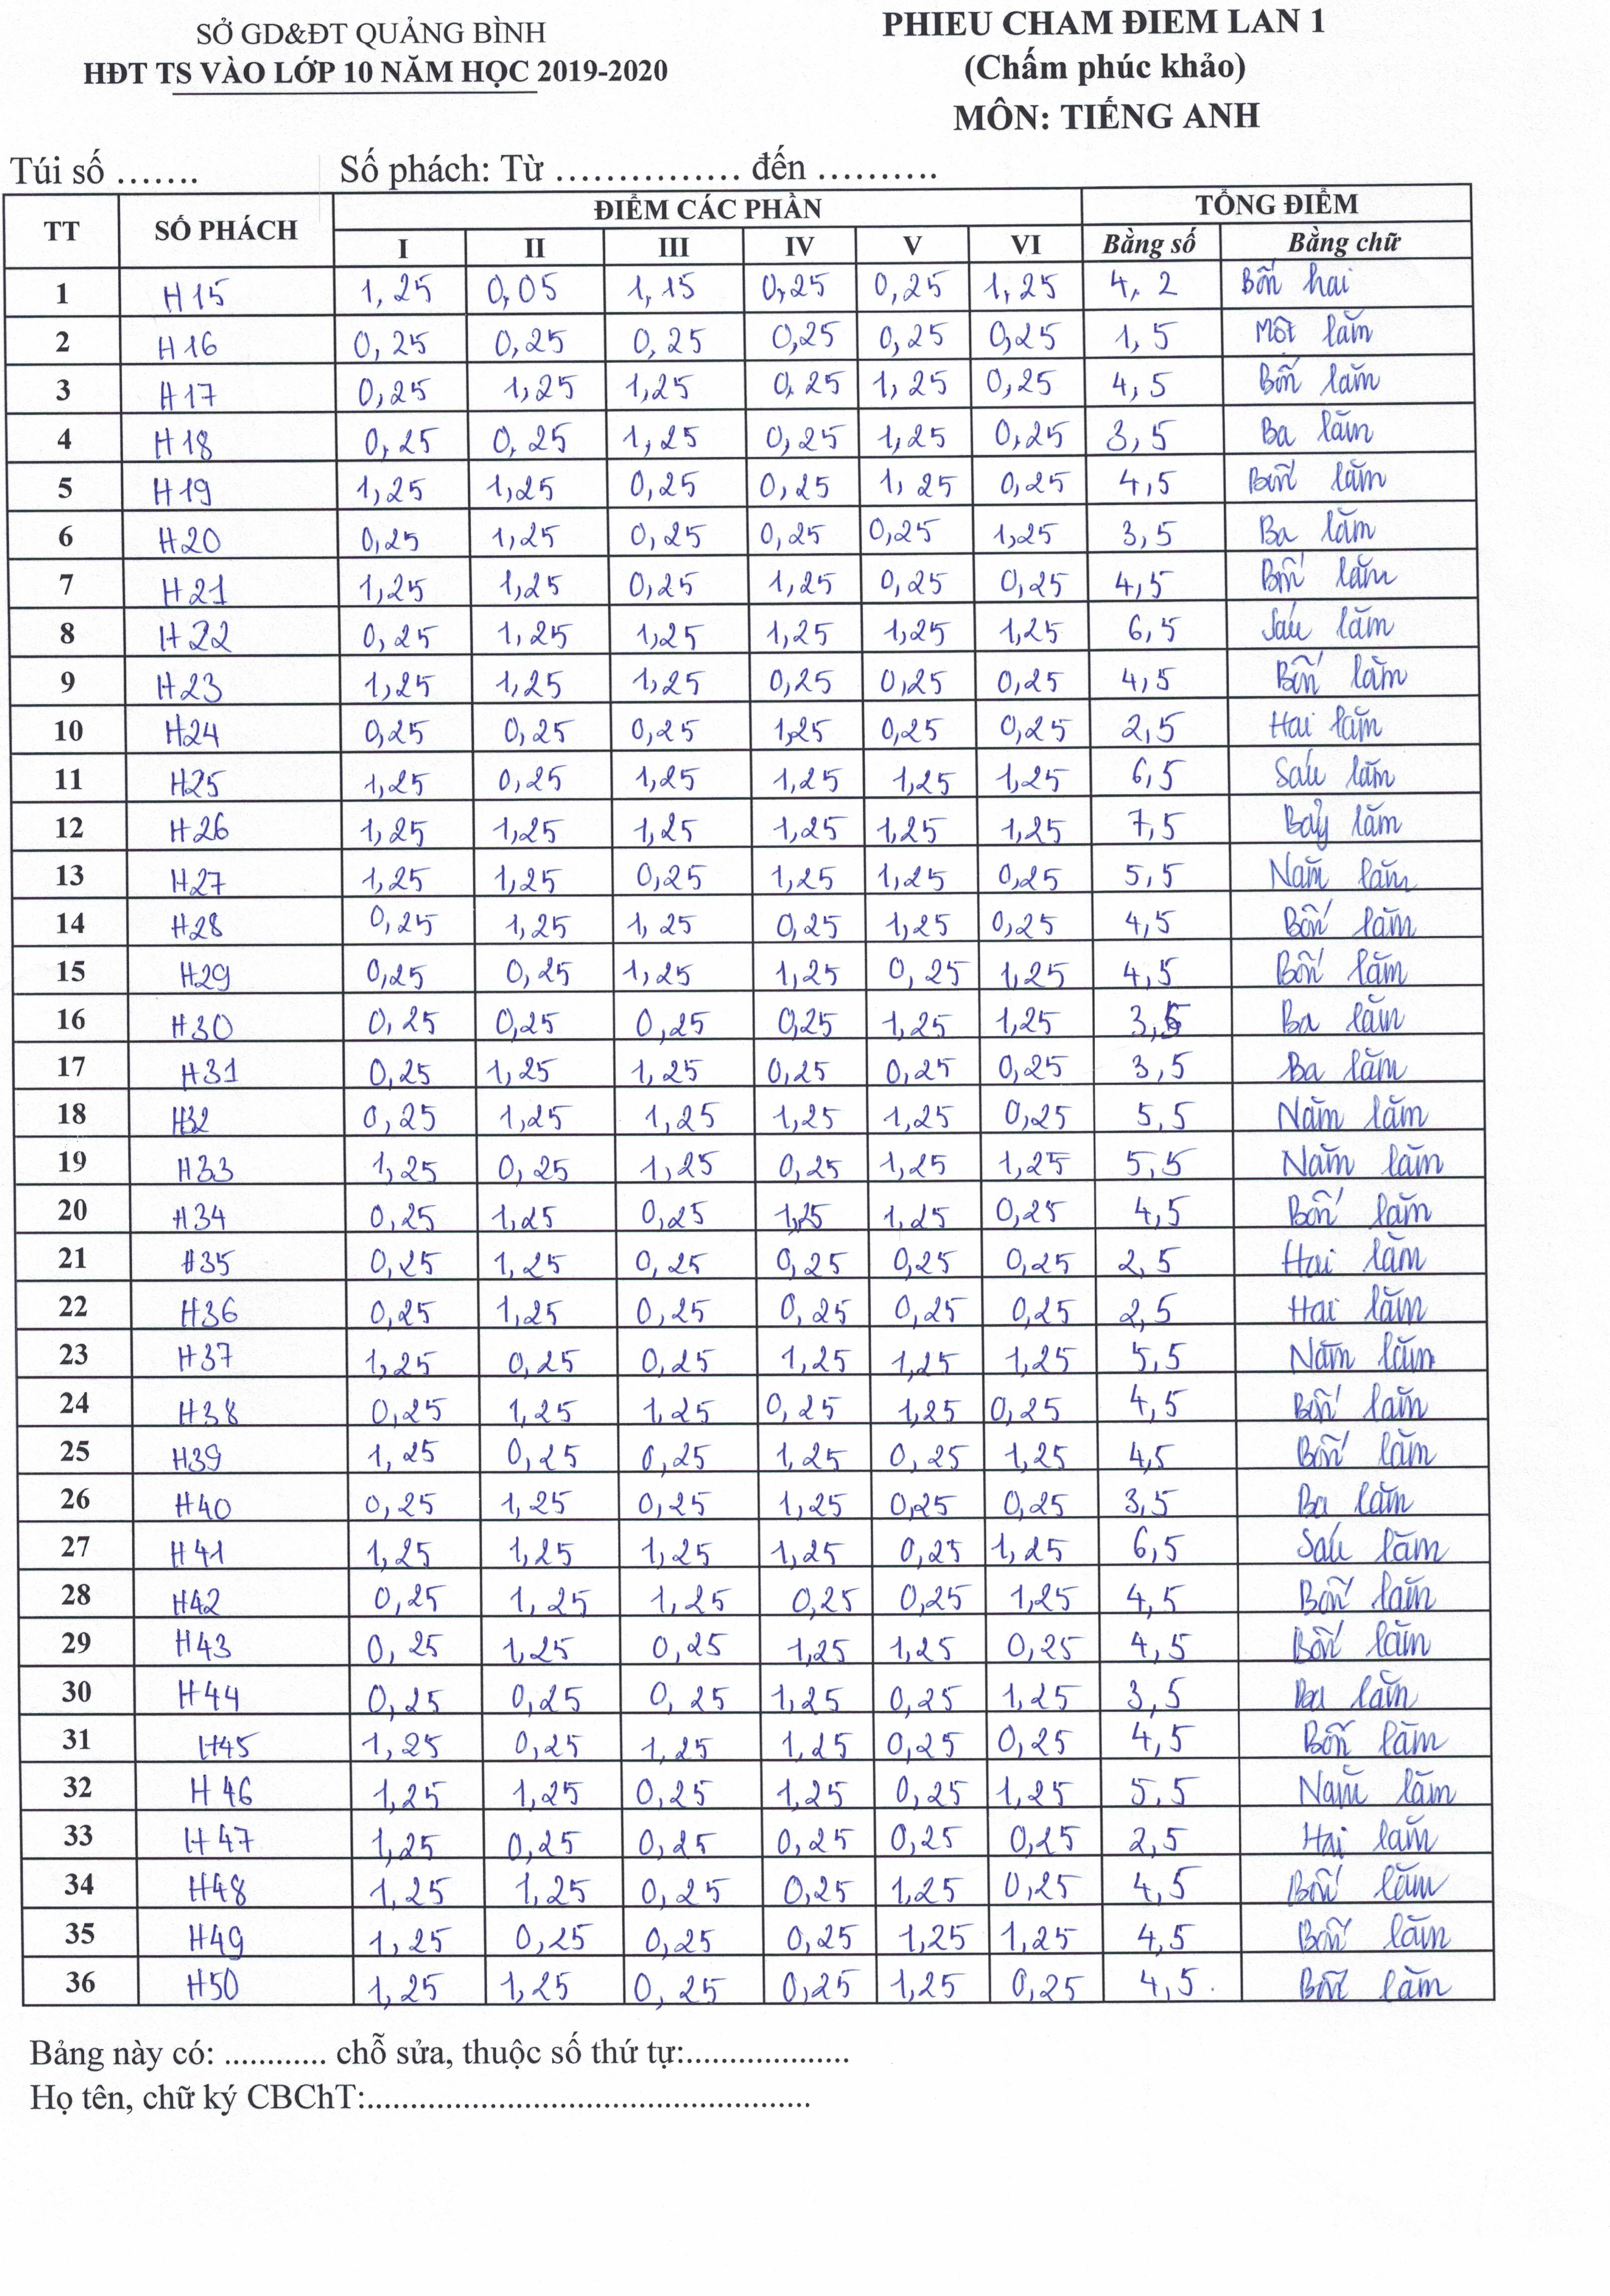 SỞ GD&ĐT QUẢNG BÌNH
HĐT TS VÀO LỚP 10 NĂM HỌC 2019-2020
PHIEU CHAM ĐIEM LAN 1
(Chấm phúc khảo)
MÔN: TIẾNG ANH
Túi số ....... Số phách: Từ ............... đến ..........
TT SỐ PHÁCH ĐIỂM CÁC PHẦN TỔNG ĐIỂM
I II III IV V VI Bằng số Bằng chữ
1 H15 1,25 0,05 1,15 0,25 0,25 1,25 4,2 Bốn hai
2 H16 0,25 0,25 0,25 0,25 0,25 0,25 1,5 Một lăm
3 H17 0,25 1,25 1,25 0,25 1,25 0,25 4,5 Bốn lăm
4 H18 0,25 0,25 1,25 0,25 1,25 0,25 3,5 Ba lăm
5 H19 1,25 1,25 0,25 0,25 1,25 0,25 4,5 Bốn lăm
6 H20 0,25 1,25 0,25 0,25 0,25 1,25 3,5 Ba lăm
7 H21 1,25 1,25 0,25 1,25 0,25 0,25 4,5 Bốn lăm
8 H22 0,25 1,25 1,25 1,25 1,25 1,25 6,5 Sáu lăm
9 H23 1,25 1,25 1,25 0,25 0,25 0,25 4,5 Bốn lăm
10 H24 0,25 0,25 0,25 1,25 0,25 0,25 2,5 Hai lăm
11 H25 1,25 0,25 1,25 1,25 1,25 1,25 6,5 Sáu lăm
12 H26 1,25 1,25 1,25 1,25 1,25 1,25 7,5 Bảy lăm
13 H27 1,25 1,25 0,25 1,25 1,25 0,25 5,5 Năm lăm
14 H28 0,25 1,25 1,25 0,25 1,25 0,25 4,5 Bốn lăm
15 H29 0,25 0,25 1,25 1,25 0,25 1,25 4,5 Bốn lăm
16 H30 0,25 0,25 0,25 0,25 1,25 1,25 3,5 Ba lăm
17 H31 0,25 1,25 1,25 0,25 0,25 0,25 3,5 Ba lăm
18 H32 0,25 1,25 1,25 1,25 1,25 0,25 5,5 Năm lăm
19 H33 1,25 0,25 1,25 0,25 1,25 1,25 5,5 Năm lăm
20 H34 0,25 1,25 0,25 1,25 1,25 0,25 4,5 Bốn lăm
21 H35 0,25 1,25 0,25 0,25 0,25 0,25 2,5 Hai lăm
22 H36 0,25 1,25 0,25 0,25 0,25 0,25 2,5 Hai lăm
23 H37 1,25 0,25 0,25 1,25 1,25 1,25 5,5 Năm lăm
24 H38 0,25 1,25 1,25 0,25 1,25 0,25 4,5 Bốn lăm
25 H39 1,25 0,25 0,25 1,25 0,25 1,25 4,5 Bốn lăm
26 H40 0,25 1,25 0,25 1,25 0,25 0,25 3,5 Ba lăm
27 H41 1,25 1,25 1,25 1,25 0,25 1,25 6,5 Sáu lăm
28 H42 0,25 1,25 1,25 0,25 0,25 1,25 4,5 Bốn lăm
29 H43 0,25 1,25 0,25 1,25 1,25 0,25 4,5 Bốn lăm
30 H44 0,25 0,25 0,25 1,25 0,25 1,25 3,5 Ba lăm
31 H45 1,25 0,25 1,25 1,25 0,25 0,25 4,5 Bốn lăm
32 H46 1,25 1,25 0,25 1,25 0,25 1,25 5,5 Năm lăm
33 H47 1,25 0,25 0,25 0,25 0,25 0,25 2,5 Hai lăm
34 H48 1,25 1,25 0,25 0,25 1,25 0,25 4,5 Bốn lăm
35 H49 1,25 0,25 0,25 0,25 1,25 1,25 4,5 Bốn lăm
36 H50 1,25 1,25 0,25 0,25 1,25 0,25 4,5. Bốn lăm
Bảng này có: ............ chỗ sửa, thuộc số thứ tự:...................
Họ tên, chữ ký CBChT:...................................................